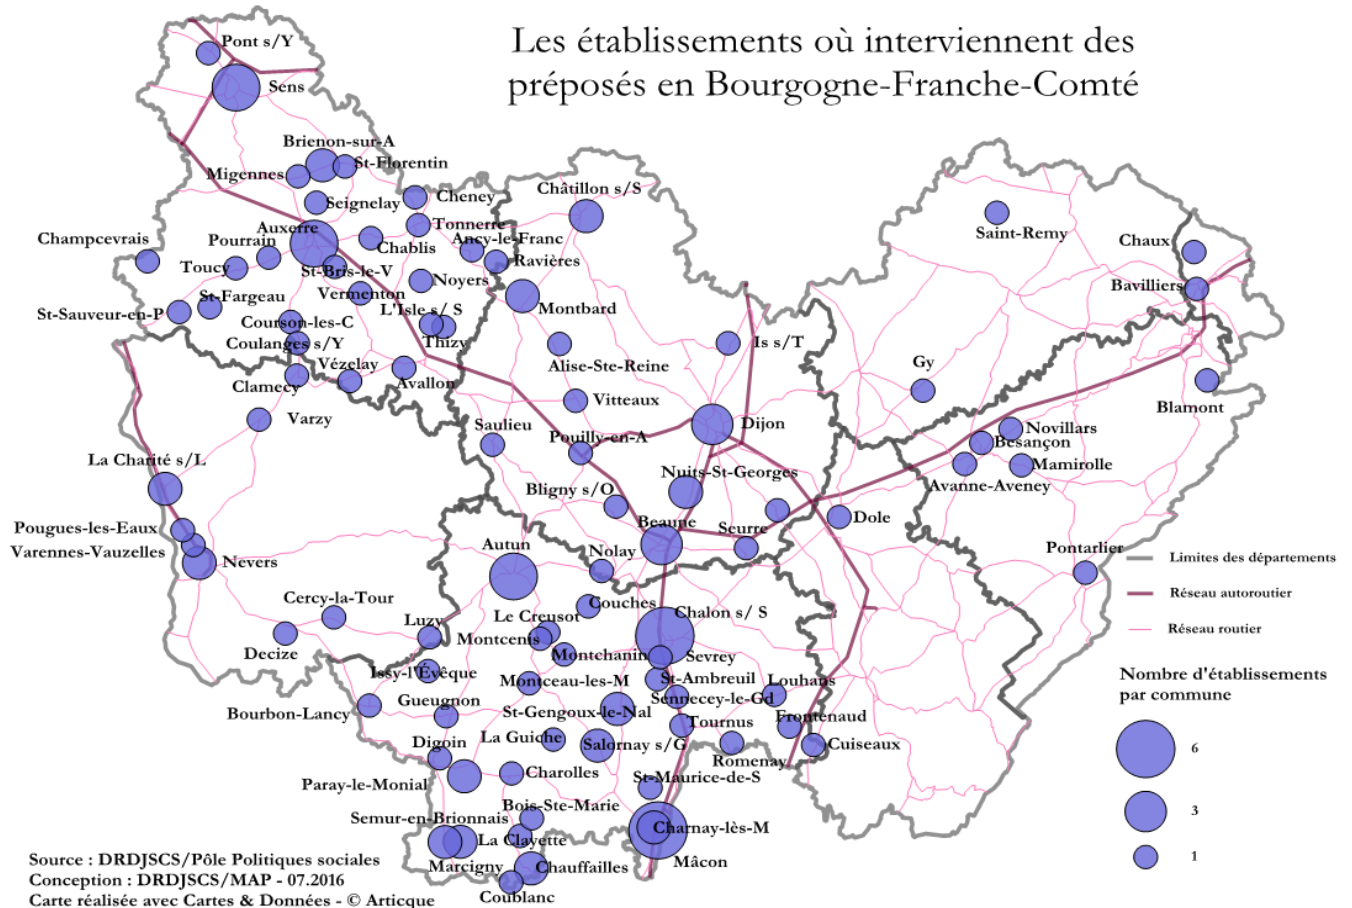 Les établissements où interviennent des
préposés en Bourgogne-Franche-Comté
Pont s/Y
Sens
Brienon-sur-A
St-Florentin
Migennes
Seignelay
Cheney
Châtillon s/S
Auxerre
Tonnerre
Champcevrais
Pourrain
Chablis
Ancy-le-Franc
Toucy
St-Bris-le-V
Ravières
Noyers
Vermenton
St-Fargeau
St-Sauveur-en-P
L'Isle s/ S
Montbard
Courson-les-C
Coulanges s/Y
Thizy
Vézelay
Avallon
Clamecy
Varzy
Alise-Ste-Reine
Is s/T
Vitteaux
Saint-Remy
Chaux
Bavilliers
Gy
Blamont
Saulieu
Pouilly-en-A
Dijon
Novillars
Besançon
Mamirolle
Avanne-Aveney
La Charité s/L
Nuits-St-Georges
Bligny s/O
Beaune
Seurre
Dole
Pougues-les-Eaux
Varennes-Vauzelles
Nevers
Autun
Nolay
Pontarlier
Cercy-la-Tour
Decize
Luzy
Couches
Le Creusot
Chalon s/ S
Montcenis
Montchanin
Sevrey
Issy-l'Évêque
Montceau-les-M
St-Ambreuil
Sennecey-le-Gd
Louhans
Bourbon-Lancy
Gueugnon
St-Gengoux-le-Nal
Tournus
Frontenaud
Digoin
La Guiche
Salornay s/G
Cuiseaux
Romenay
Paray-le-Monial
Charolles
St-Maurice-de-S
Bois-Ste-Marie
Semur-en-Brionnais
La Clayette
Charnay-lès-M
Marcigny
Chauffailles
Mâcon
Coublanc
Limites des départements
Réseau autoroutier
Réseau routier
Nombre d'établissements
par commune
6
3
1
Source : DRDJSCS/Pôle Politiques sociales
Conception : DRDJSCS/MAP - 07.2016
Carte réalisée avec Cartes & Données - © Articque